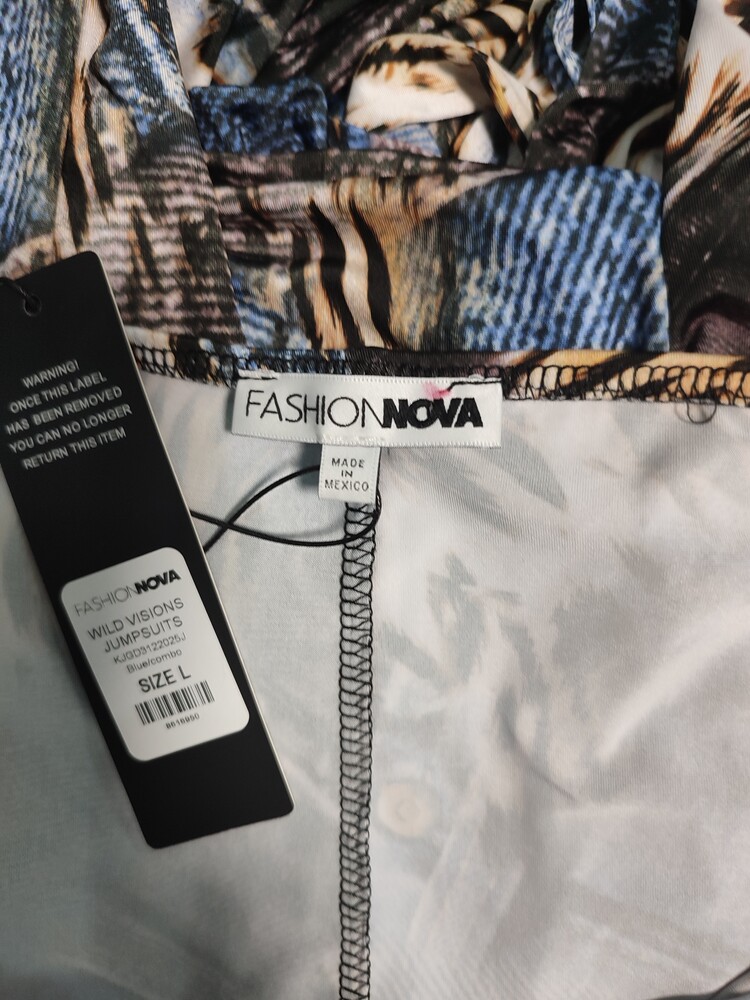 WARNING!
ONCE THIS LABEL
HAS BEEN REMOVED
YOU CAN NO LONGER
RETURN THIS ITEM
FASHIONNOVA
WILD VISIONS
JUMPSUITS
KJGD3122025J
Blue/combo
SIZE L
8616950
FASHIONNOVA
MADE
IN
MEXICO